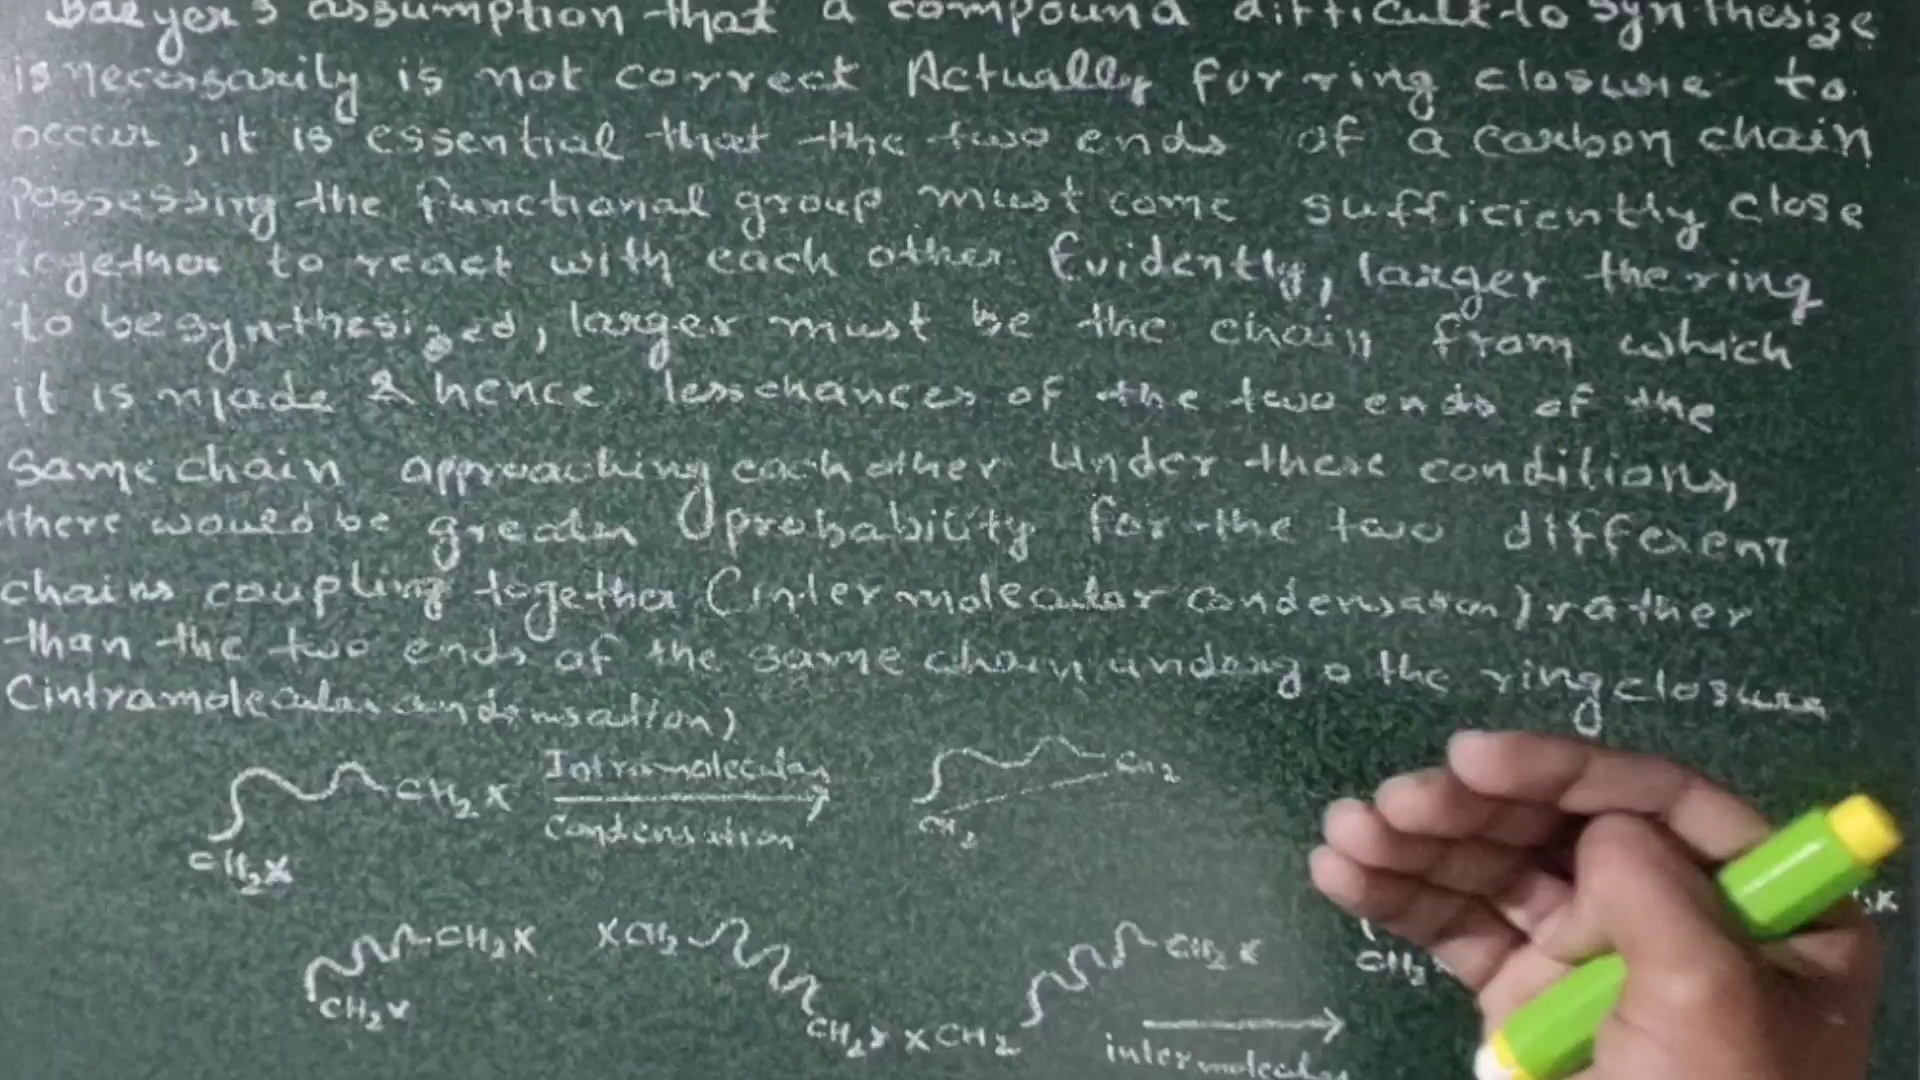 Baeyer's assumption that a compound difficult to synthesize
is necessarily is not correct Actually for ring closure to
occur, it is essential that the two ends of a carbon chain
possessing the functional group must come sufficiently close
together to react with each other Evidently, larger the ring
to be synthesized, larger must be the chain from which
it is made & hence less chances of the two ends of the
same chain approaching each other Under these conditions,
there would be greater probability for the two different
chains coupling together (intermolecular condensation) rather
than the two ends of the same chain undergo the ring closure
(intramolecular condensation)
CH2X Intramolecular CH2
CH2X Condensation CH2
CH2X XCH2 CH2X
CH2X CH2X XCH2 CH2
intermolecular